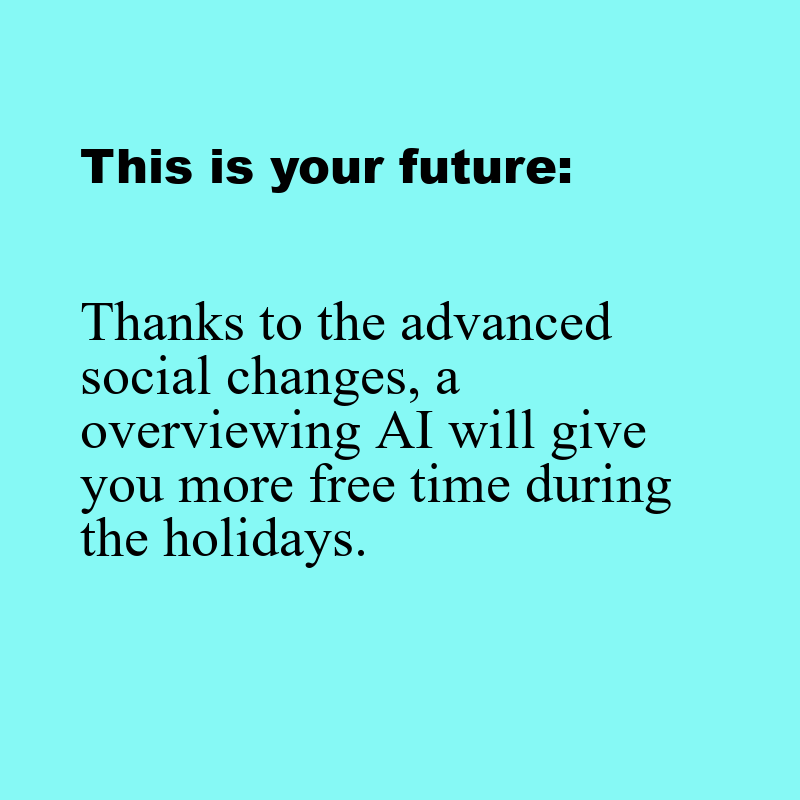 This is your future:
Thanks to the advanced
social changes, a
overviewing AI will give
you more free time during
the holidays.